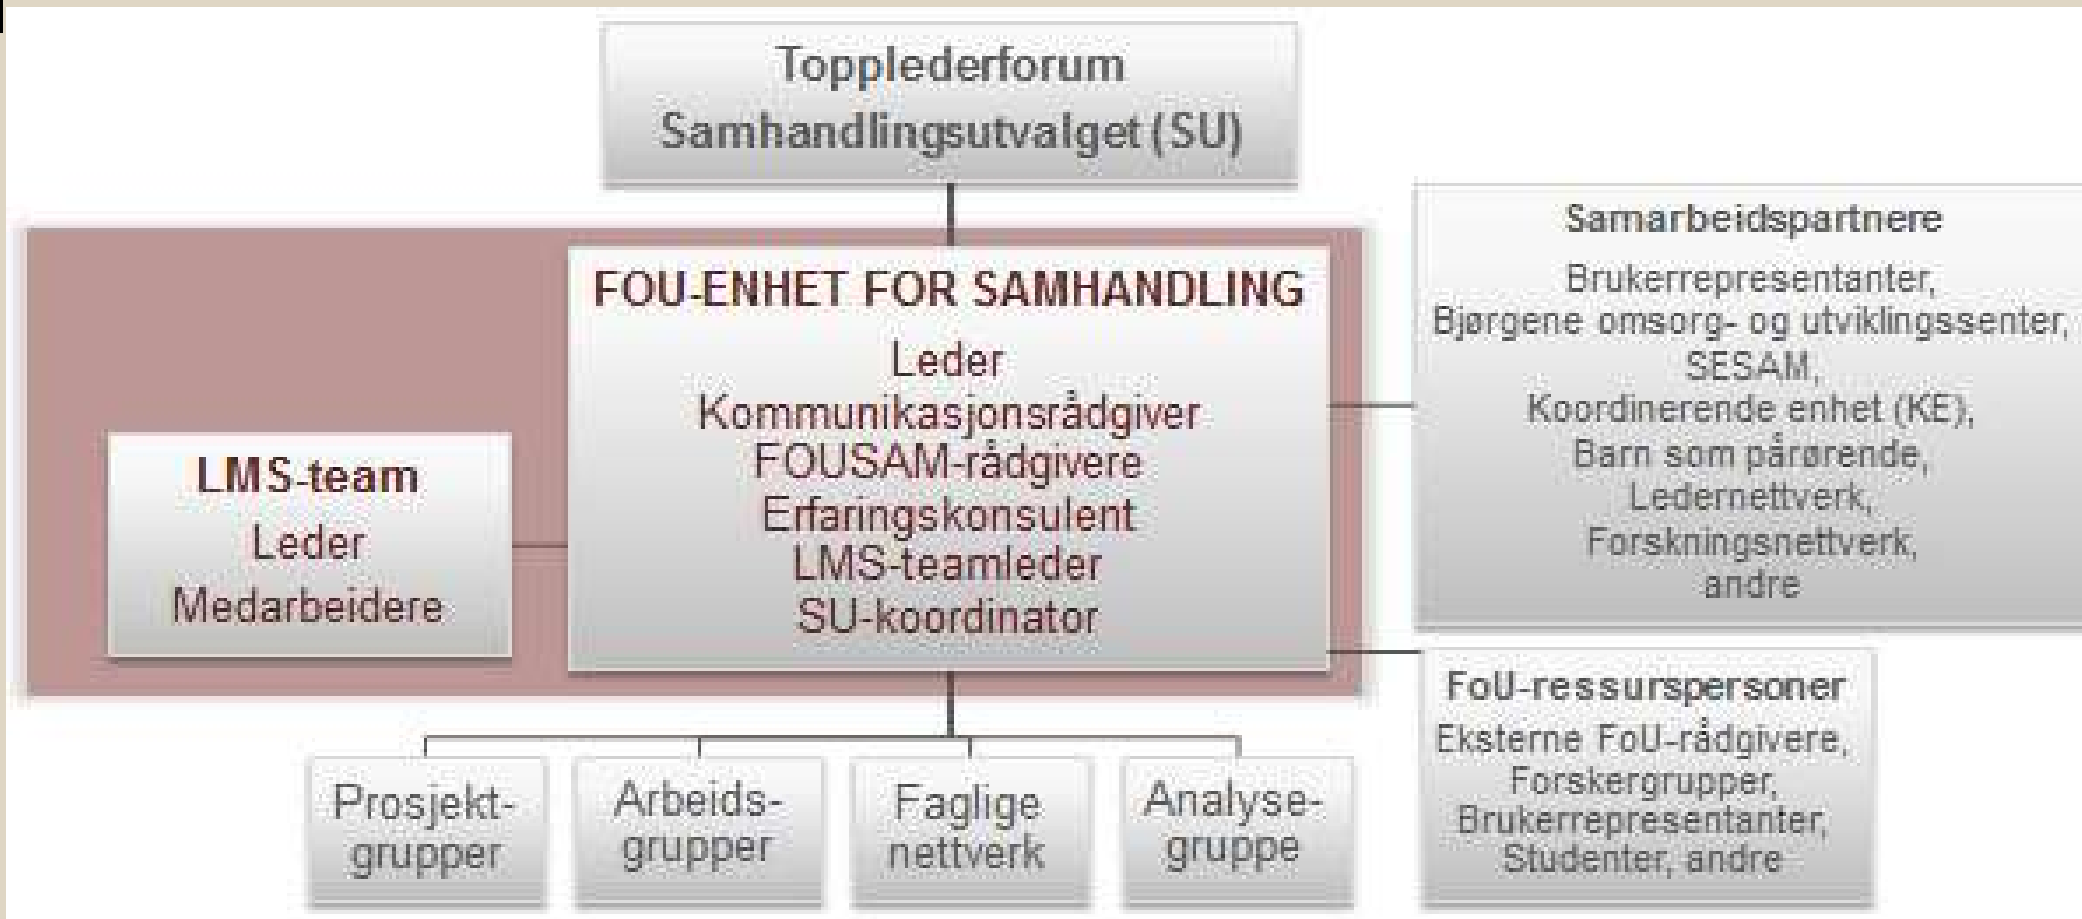 Topplederforum
Samhandlingsutvalget (SU)
FOU-ENHET FOR SAMHANDLING
Leder
Kommunikasjonsrådgiver
FOUSAM-rådgivere
Erfaringskonsulent
LMS-teamleder
SU-koordinator
LMS-team
Leder
Medarbeidere
Samarbeidspartnere
Brukerrepresentanter,
Bjørgene omsorg- og utviklingssenter,
SESAM,
Koordinerende enhet (KE),
Barn som pårørende,
Ledernettverk,
Forskningsnettverk,
andre
FoU-ressurspersoner
Eksterne FoU-rådgivere,
Forskergrupper,
Brukerrepresentanter,
Studenter, andre
Prosjekt-
grupper
Arbeids-
grupper
Faglige
nettverk
Analyse-
gruppe